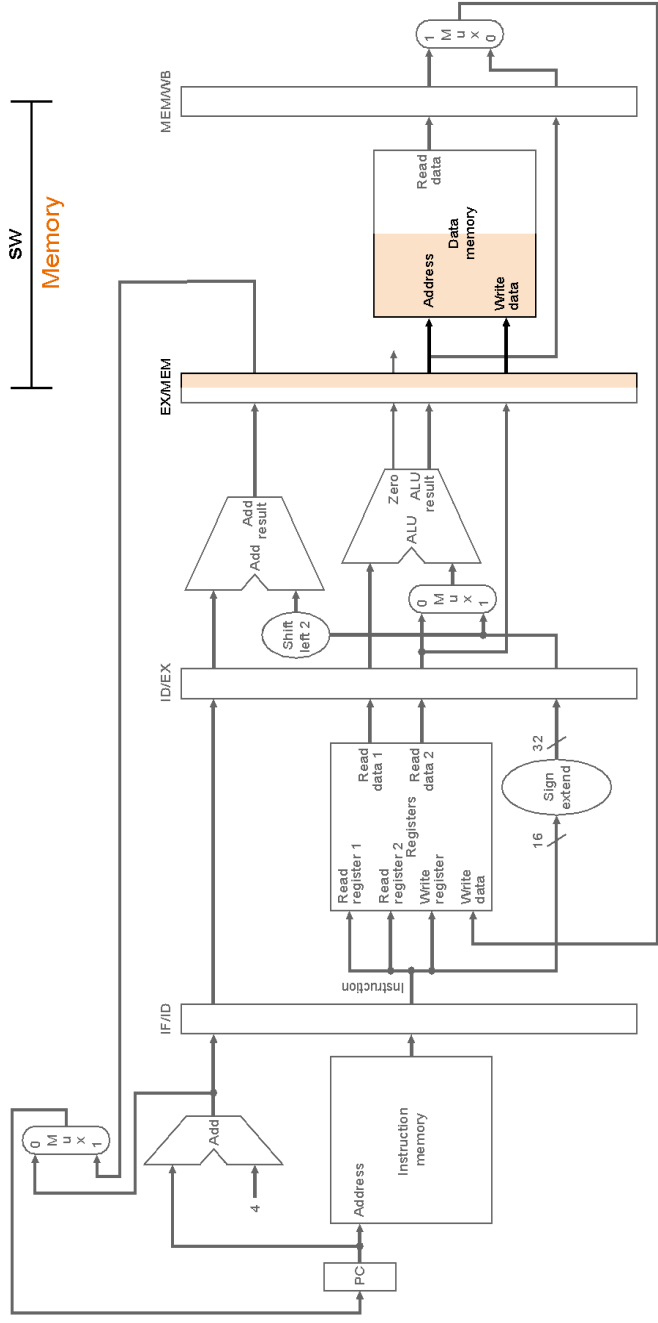 sw
Memory
0
M
u
x
1
IF/ID
ID/EX
EX/MEM
MEM/WB
Add
4
Shift
left 2
Add
Add
result
PC
Address
Instruction
memory
Instruction
Read
register 1
Read
register 2
Registers
Write
register
Write
data
Read
data 1
Read
data 2
0
M
u
x
1
Zero
ALU
ALU
result
Address
Write
data
Data
memory
Read
data
1
M
u
x
0
16
Sign
extend
32